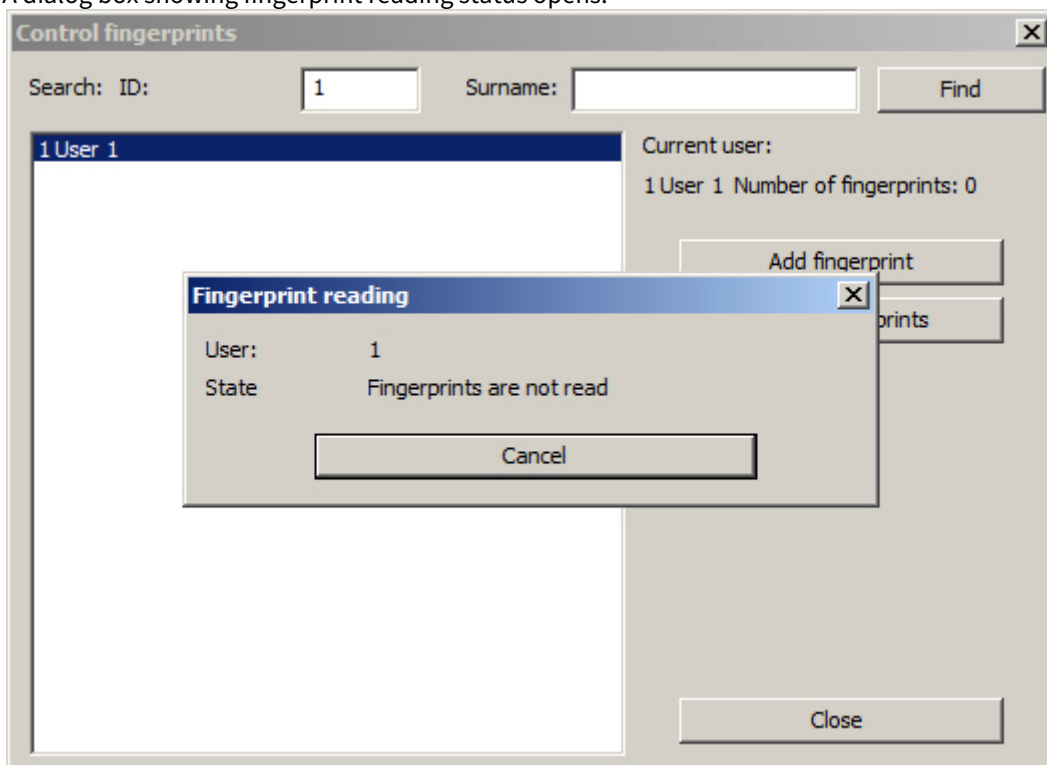 A dialog box showing fingerprint reading status opens.
Control fingerprints
Search: ID: 1 Surname: Find
1 User 1
Current user:
1 User 1 Number of fingerprints: 0
Add fingerprint
Fingerprint reading
User: 1
State Fingerprints are not read
Cancel
Close